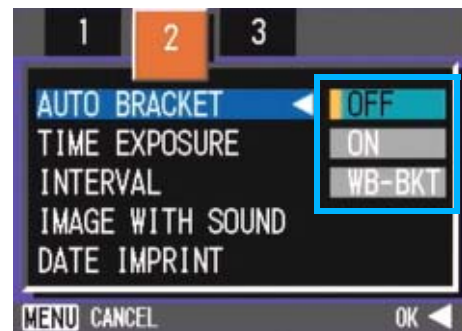 1 2 3
AUTO BRACKET OFF
TIME EXPOSURE ON
INTERVAL WB-BKT
IMAGE WITH SOUND
DATE IMPRINT
MENU CANCEL OK